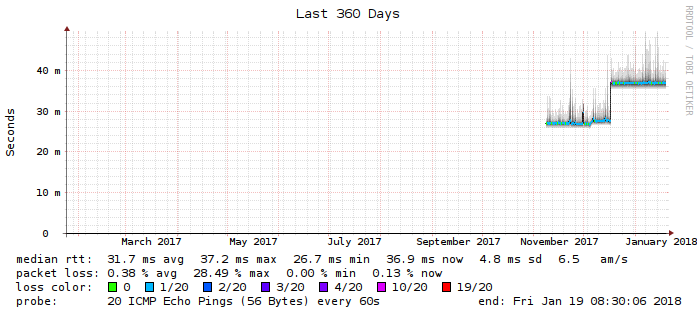 Last 360 Days
RRDTOOL / TOBI OETIKER
Seconds
40 m
30 m
20 m
10 m
0
March 2017 May 2017 July 2017 September 2017 November 2017 January 2018
median rtt: 31.7 ms avg 37.2 ms max 26.7 ms min 36.9 ms now 4.8 ms sd 6.5 am/s
packet loss: 0.38 % avg 28.49 % max 0.00 % min 0.13 % now
loss color: 0 1/20 2/20 3/20 4/20 10/20 19/20
probe: 20 ICMP Echo Pings (56 Bytes) every 60s end: Fri Jan 19 08:30:06 2018